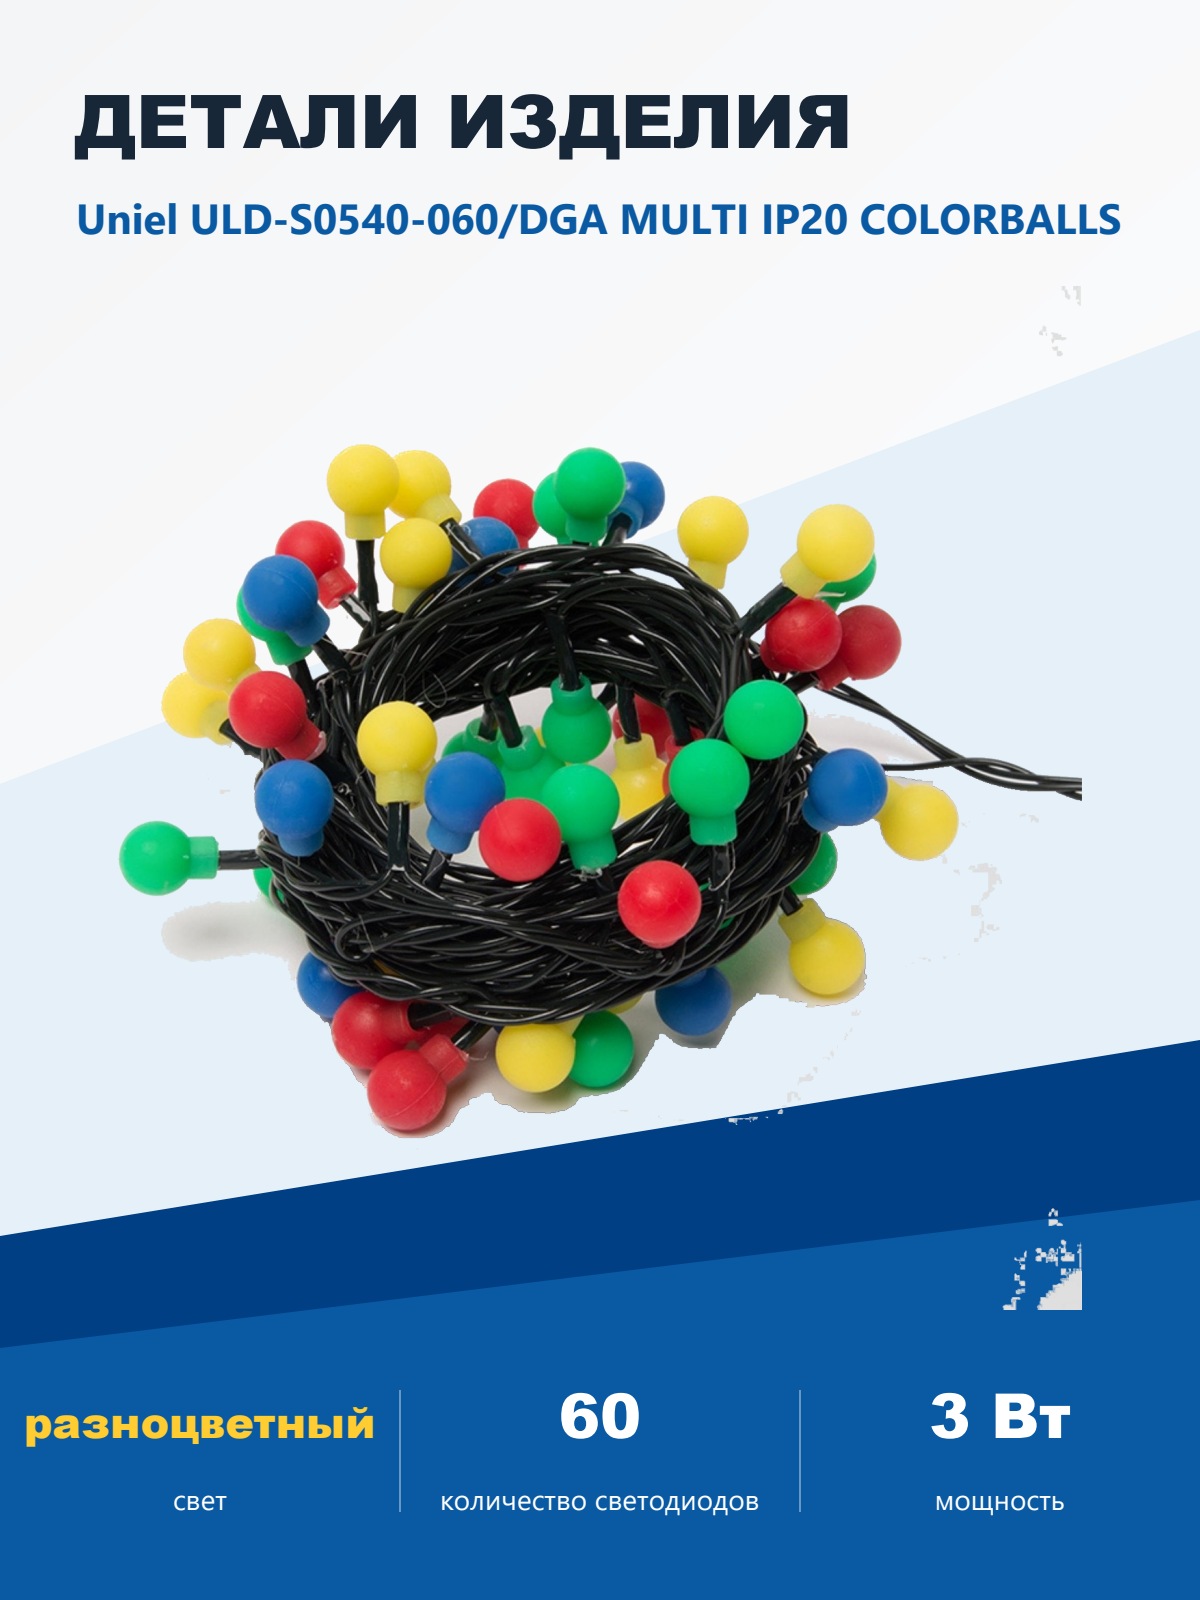 ДЕТАЛИ ИЗДЕЛИЯ
Uniel ULD-S0540-060/DGA MULTI IP20 COLORBALLS
разноцветный
свет
60
количество светодиодов
3 Вт
мощность